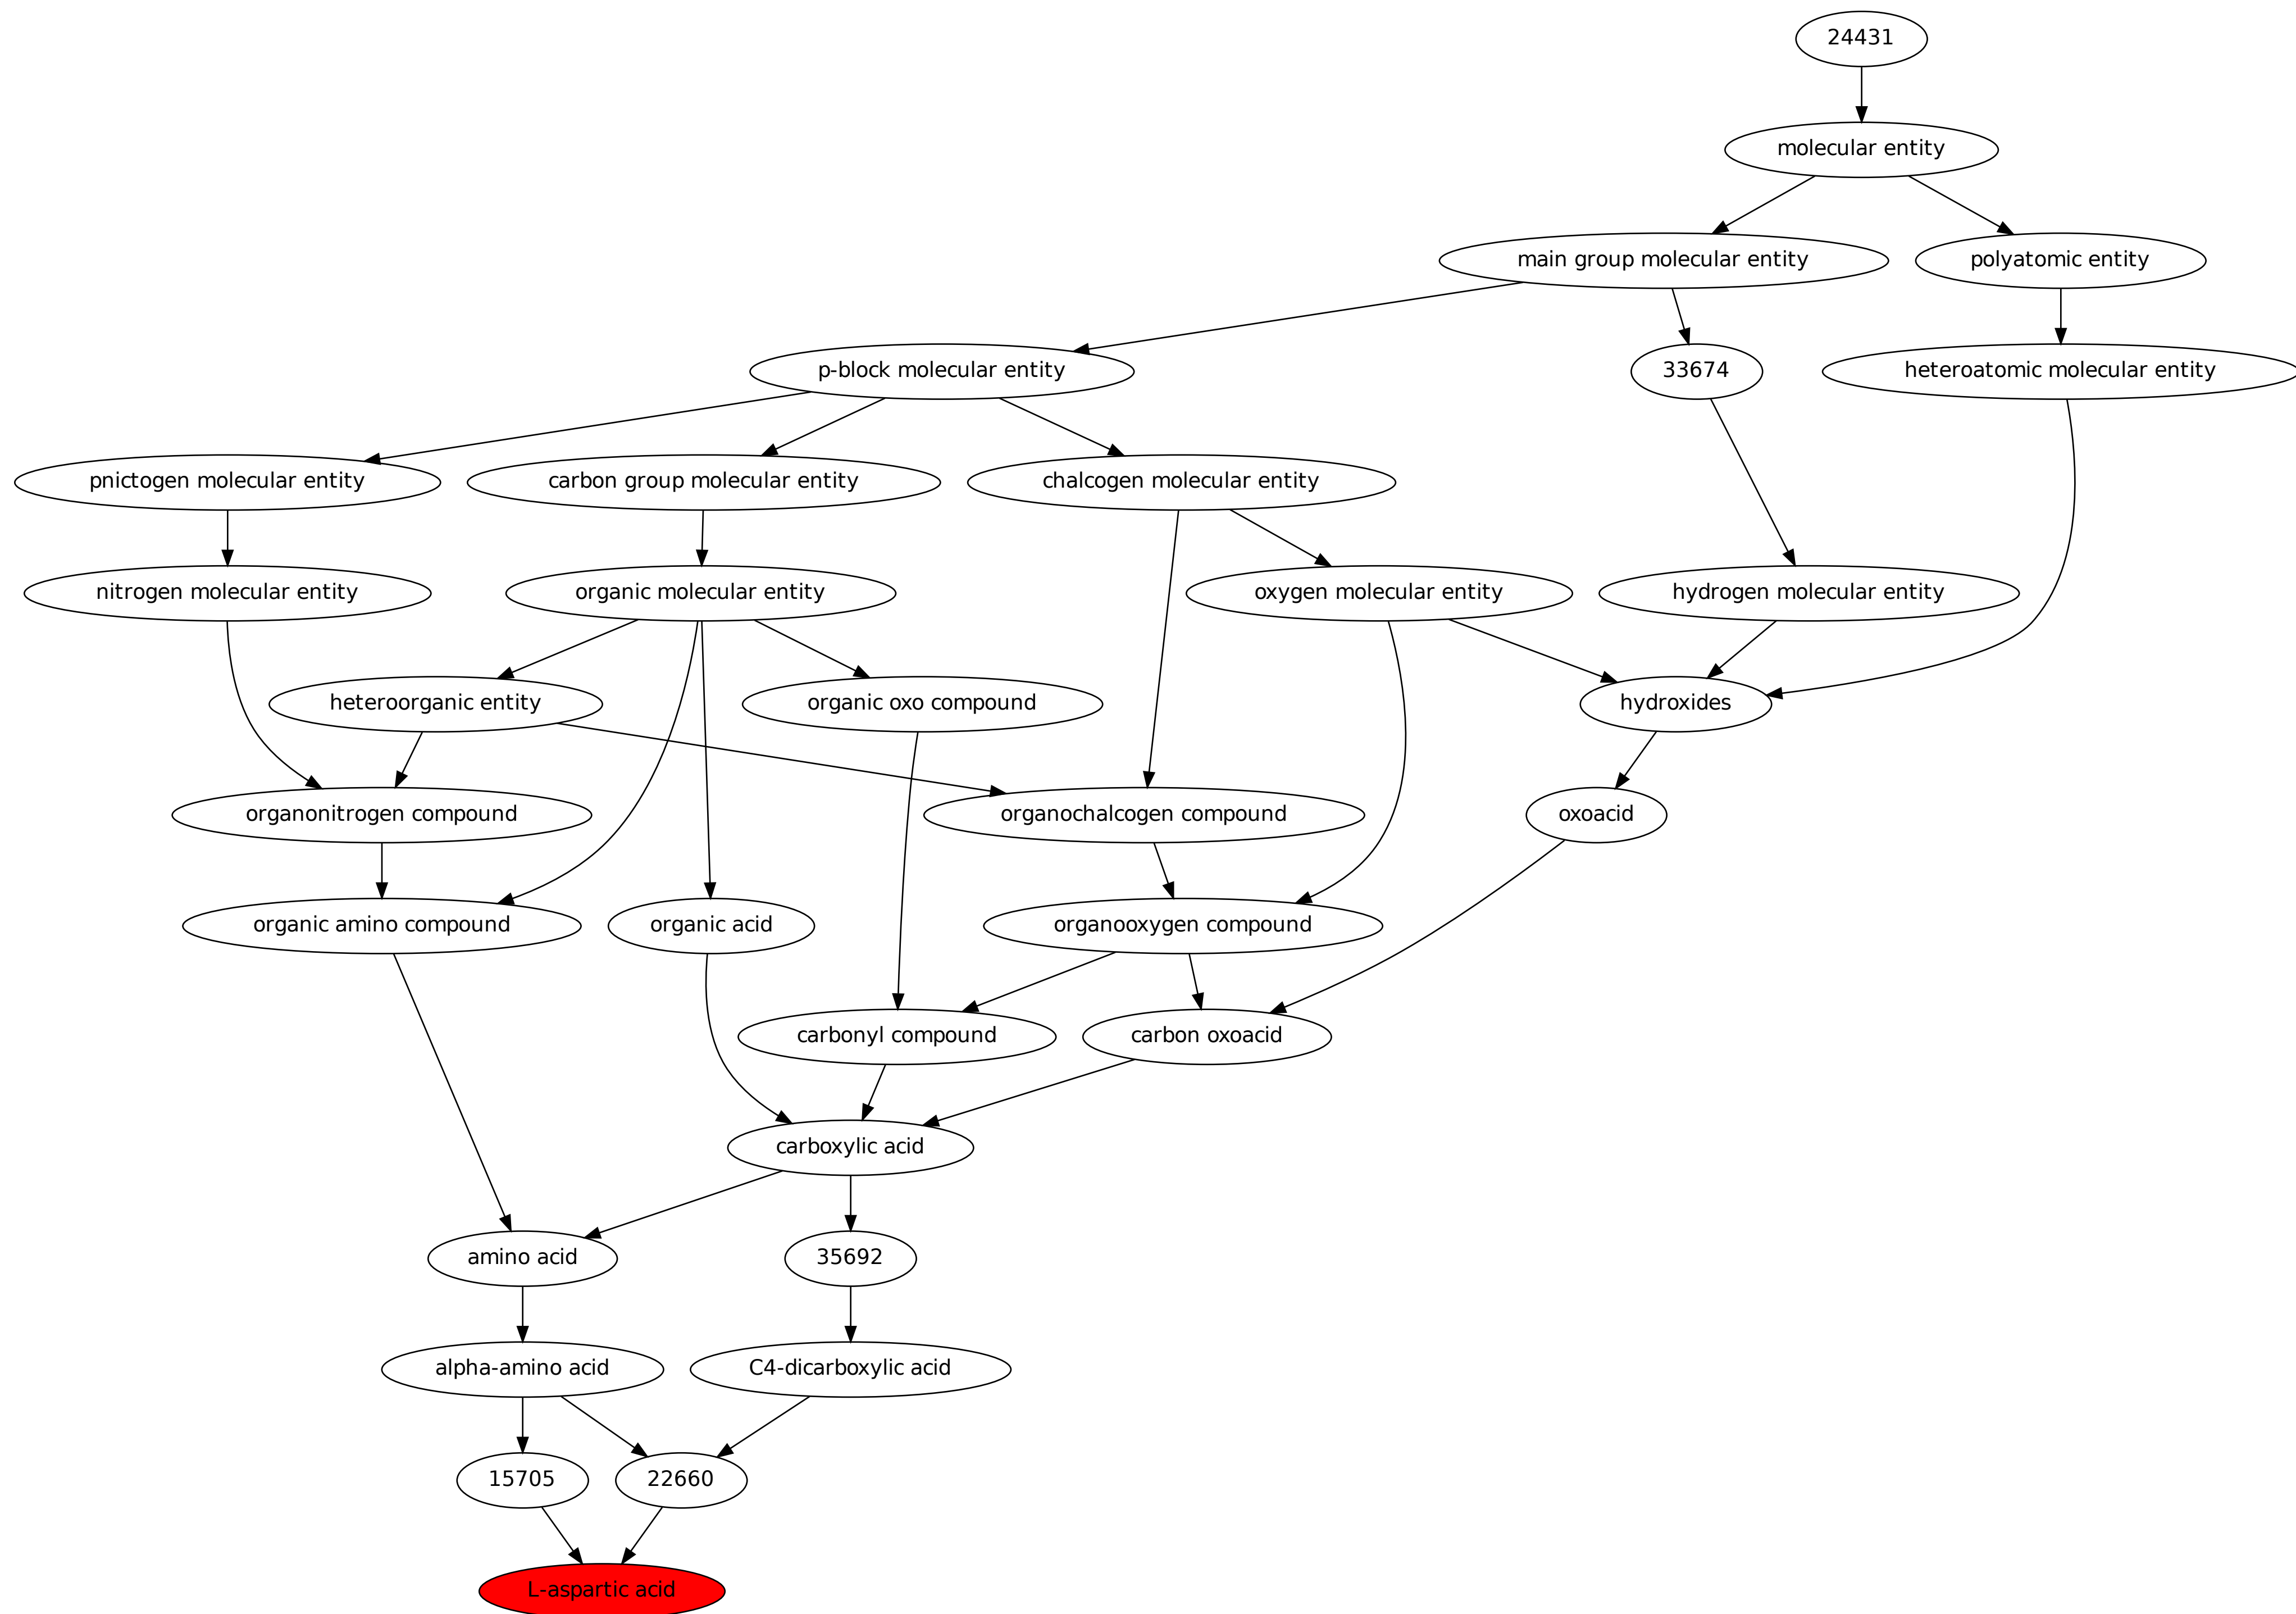 24431
molecular entity
main group molecular entity
polyatomic entity
p-block molecular entity
33674
heteroatomic molecular entity
pnictogen molecular entity
carbon group molecular entity
chalcogen molecular entity
nitrogen molecular entity
organic molecular entity
oxygen molecular entity
hydrogen molecular entity
heteroorganic entity
organic oxo compound
hydroxides
organonitrogen compound
organochalcogen compound
oxoacid
organic amino compound
organic acid
organooxygen compound
carbonyl compound
carbon oxoacid
carboxylic acid
amino acid
35692
alpha-amino acid
C4-dicarboxylic acid
15705
22660
L-aspartic acid